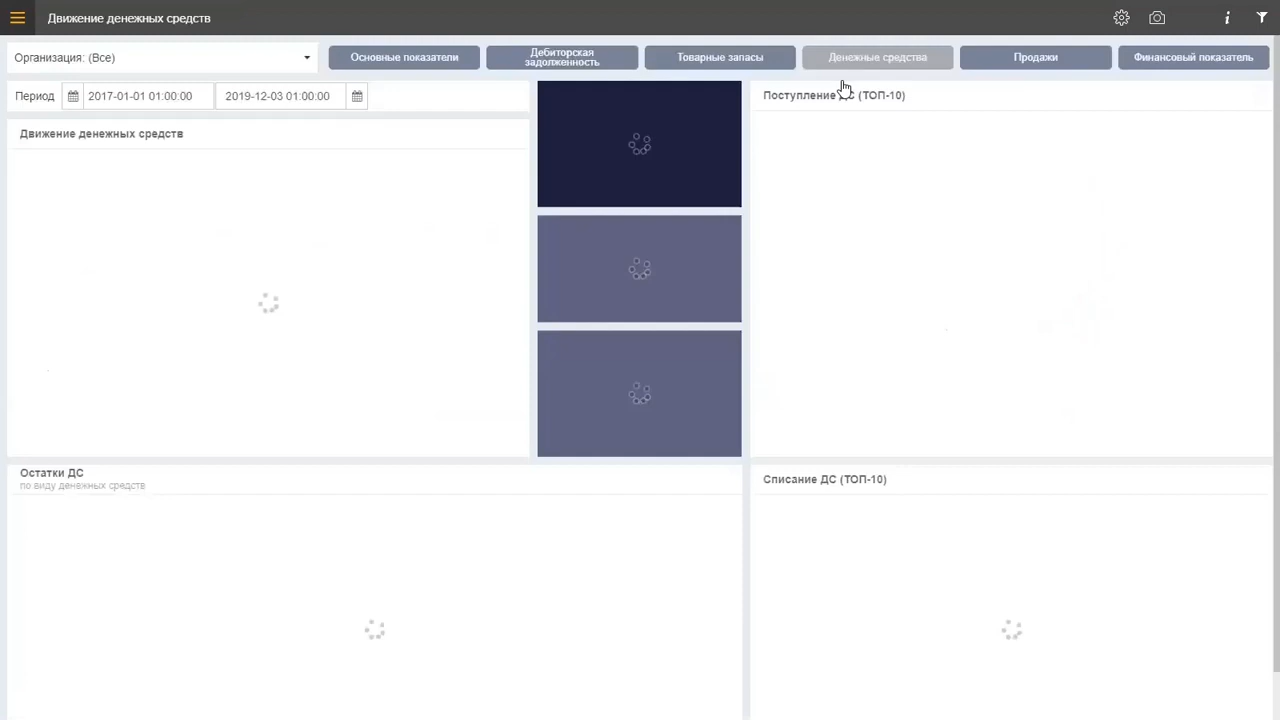 Движение денежных средств
Организация: (Все)
Основные показатели
Дебиторская
задолженность
Товарные запасы
Денежные средства
Продажи
Финансовый показатель
Период
2017-01-01 01:00:00
2019-12-03 01:00:00
Движение денежных средств
Поступление ДС (ТОП-10)
Остатки ДС
по виду денежных средств
Списание ДС (ТОП-10)